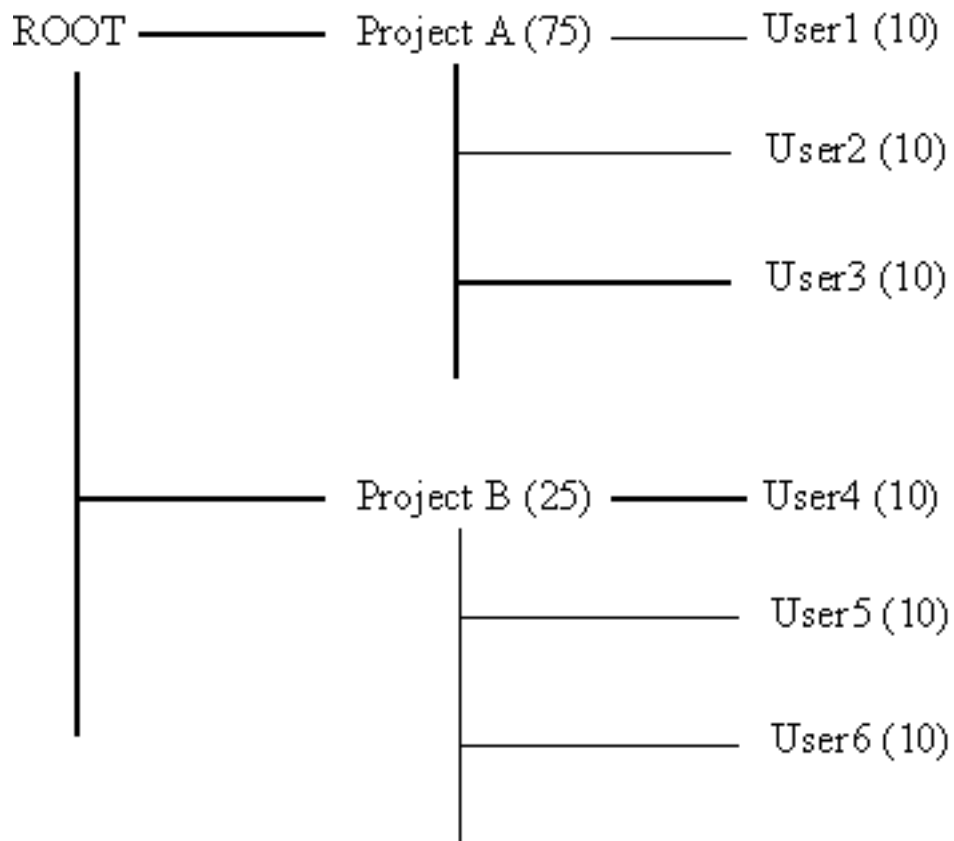 ROOT Project A (75) User1 (10)
User2 (10)
User3 (10)
Project B (25) User4 (10)
User5 (10)
User6 (10)